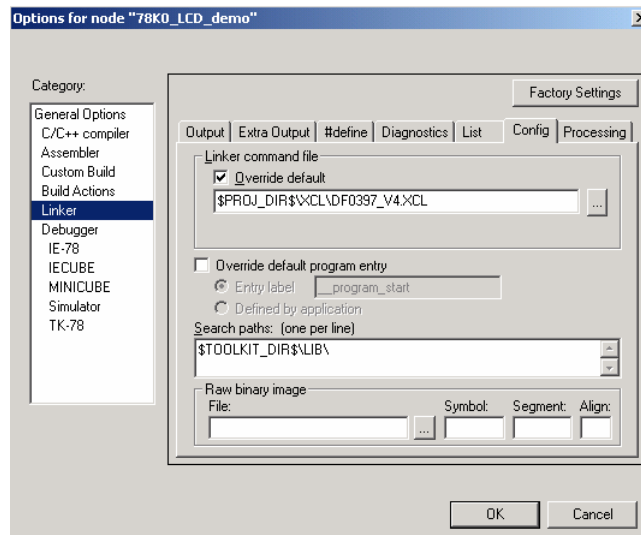 Options for node "78K0_LCD_demo"
Category:
Factory Settings
General Options
C/C++ compiler
Assembler
Custom Build
Build Actions
Linker
Debugger
IE-78
IECUBE
MINICUBE
Simulator
TK-78
Output Extra Output #define Diagnostics List Config Processing
Linker command file
Override default
$PROJ_DIR$\XCL\DF0397_V4.XCL
...
Override default program entry
Entry label __program_start
Defined by application
Search paths: (one per line)
$TOOLKIT_DIR$\LIB\
Raw binary image
File: Symbol: Segment: Align:
...
OK Cancel